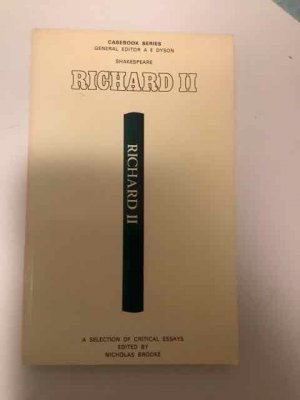 CASEBOOK SERIES
GENERAL EDITOR A E DYSON
SHAKESPEARE
RICHARD II
RICHARD II
A SELECTION OF CRITICAL ESSAYS
EDITED BY
NICHOLAS BROOKE